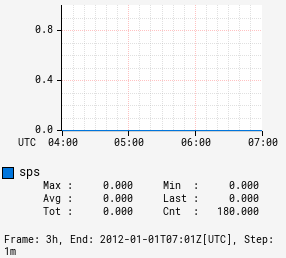 0.8
0.4
0.0
UTC 04:00 05:00 06:00 07:00
sps
Max : 0.000 Min : 0.000
Avg : 0.000 Last : 0.000
Tot : 0.000 Cnt : 180.000
Frame: 3h, End: 2012-01-01T07:01Z[UTC], Step:
1m